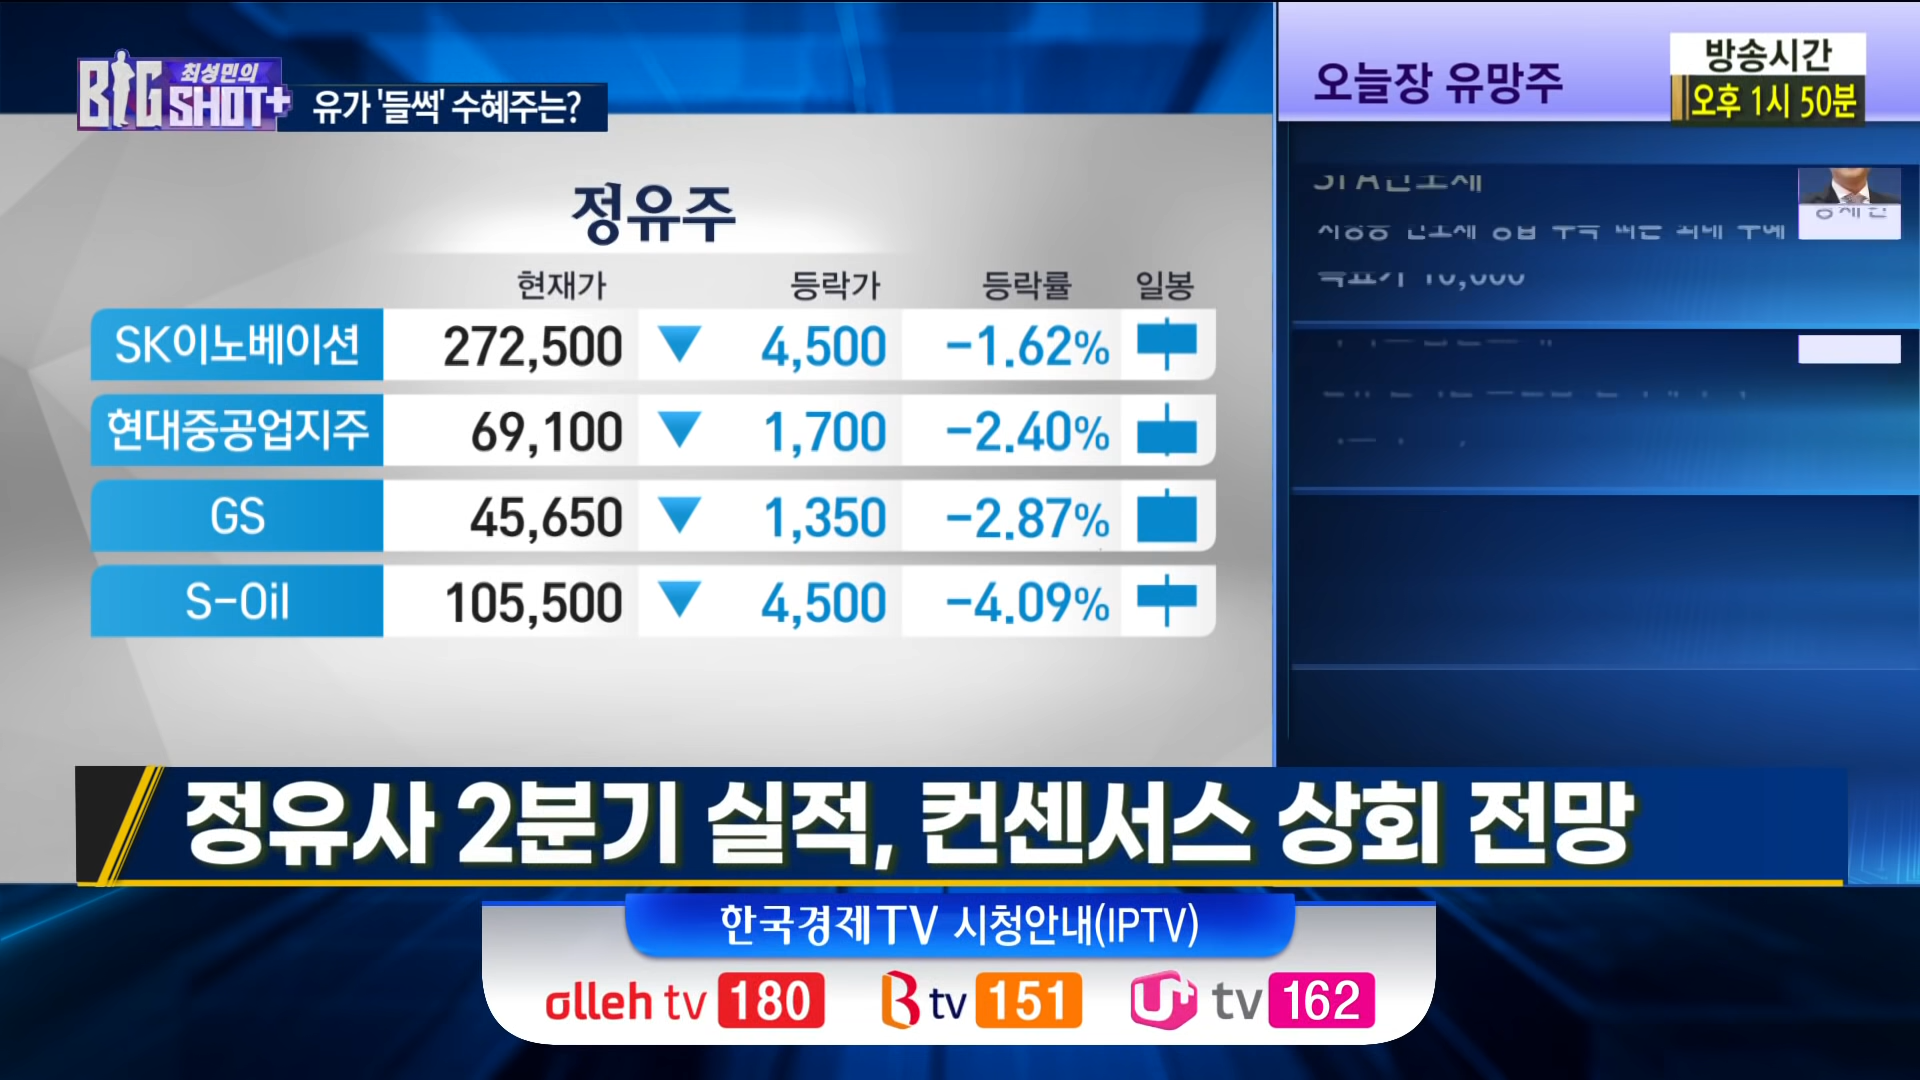 최성민의
BIG SHOT+
유가 '들썩' 수혜주는?
오늘장 유망주
방송시간
오후 1시 50분
정유주
현재가 등락가 등락률 일봉
SK이노베이션 272,500 ▼ 4,500 -1.62%
현대중공업지주 69,100 ▼ 1,700 -2.40%
GS 45,650 ▼ 1,350 -2.87%
S-Oil 105,500 ▼ 4,500 -4.09%
정유사 2분기 실적, 컨센서스 상회 전망
한국경제TV 시청안내(IPTV)
olleh tv 180 B tv 151 U+ tv 162